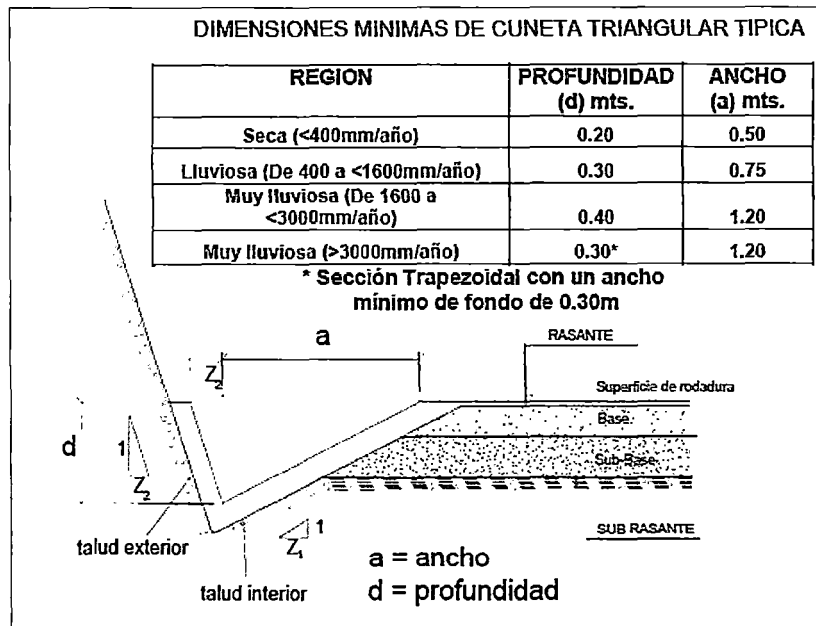 DIMENSIONES MINIMAS DE CUNETA TRIANGULAR TIPICA
REGION PROFUNDIDAD (d) mts. ANCHO (a) mts.
Seca (<400mm/año) 0.20 0.50
Lluviosa (De 400 a <1600mm/año) 0.30 0.75
Muy lluviosa (De 1600 a <3000mm/año) 0.40 1.20
Muy lluviosa (>3000mm/año) 0.30* 1.20
* Sección Trapezoidal con un ancho
mínimo de fondo de 0.30m
a
RASANTE
Z2
Superficie de rodadura
Base
d
1
Sub-Base
Z2
1
Z1
SUB RASANTE
talud exterior
talud interior
a = ancho
d = profundidad